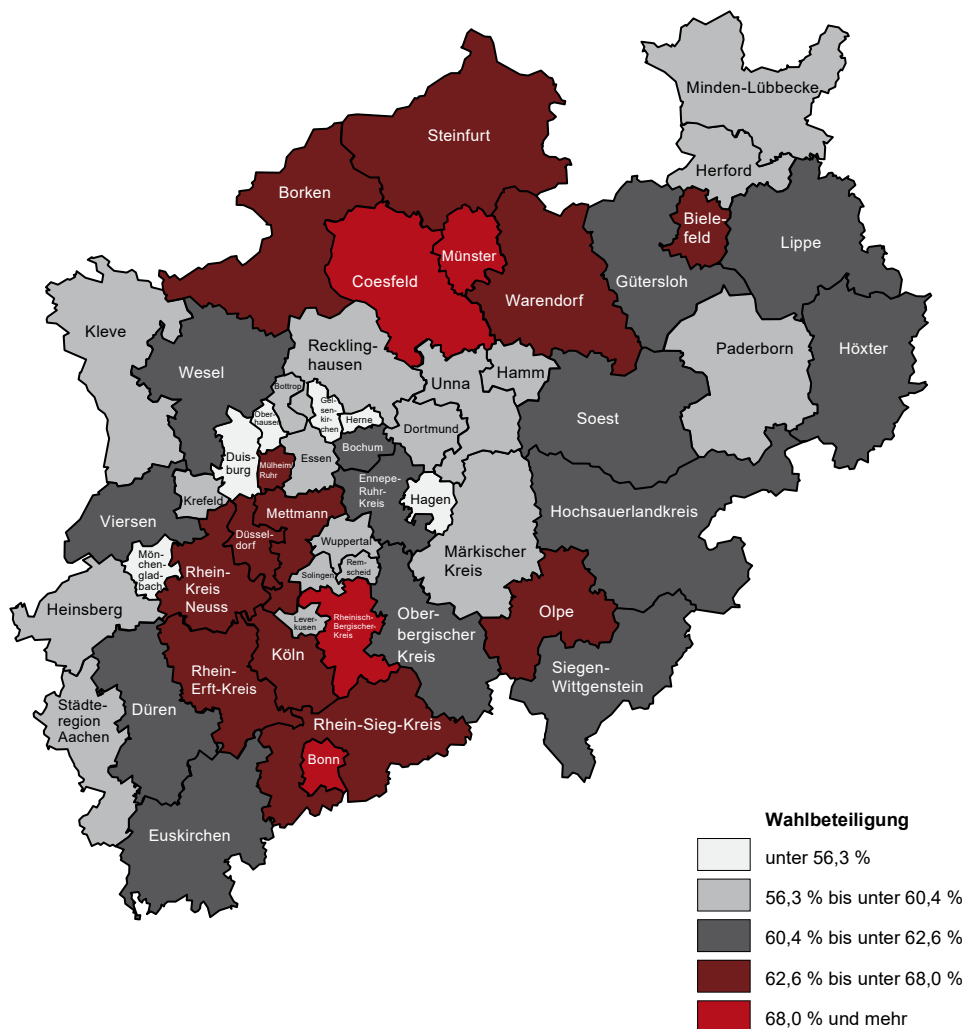 Minden-Lübbecke
Steinfurt
Herford
Borken
Biele-
feld
Lippe
Münster
Coesfeld
Gütersloh
Warendorf
Kleve
Reckling-
hausen
Paderborn
Höxter
Wesel
Unna
Hamm
Bottrop
Gel-
sen-
kir-
chen
Ober-
hausen
Herne
Soest
Dortmund
Bochum
Duis-
burg
Essen
Mülheim/
Ruhr
Ennepe-
Ruhr-
Kreis
Hagen
Krefeld
Mettmann
Hochsauerlandkreis
Viersen
Düssel-
dorf
Wuppertal
Märkischer
Kreis
Mön-
chen-
glad-
bach
Rhein-
Kreis
Neuss
Solingen
Rem-
scheid
Heinsberg
Olpe
Lever-
kusen
Rheinisch-
Bergischer-
Kreis
Ober-
bergischer
Kreis
Köln
Rhein-
Erft-Kreis
Siegen-
Wittgenstein
Städte-
region
Aachen
Düren
Rhein-Sieg-Kreis
Bonn
Euskirchen
Wahlbeteiligung
unter 56,3 %
56,3 % bis unter 60,4 %
60,4 % bis unter 62,6 %
62,6 % bis unter 68,0 %
68,0 % und mehr